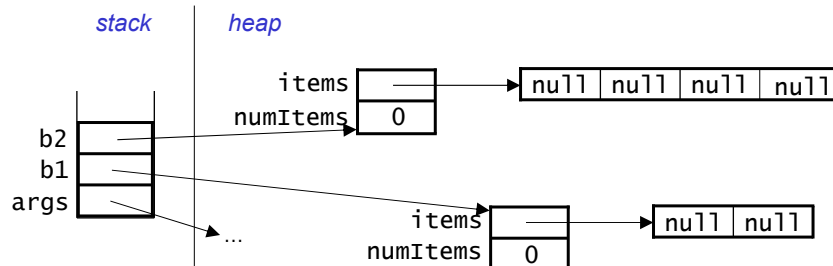 stack heap
items
null null null null
numItems 0
b2
b1
args
...
items
null null
numItems 0